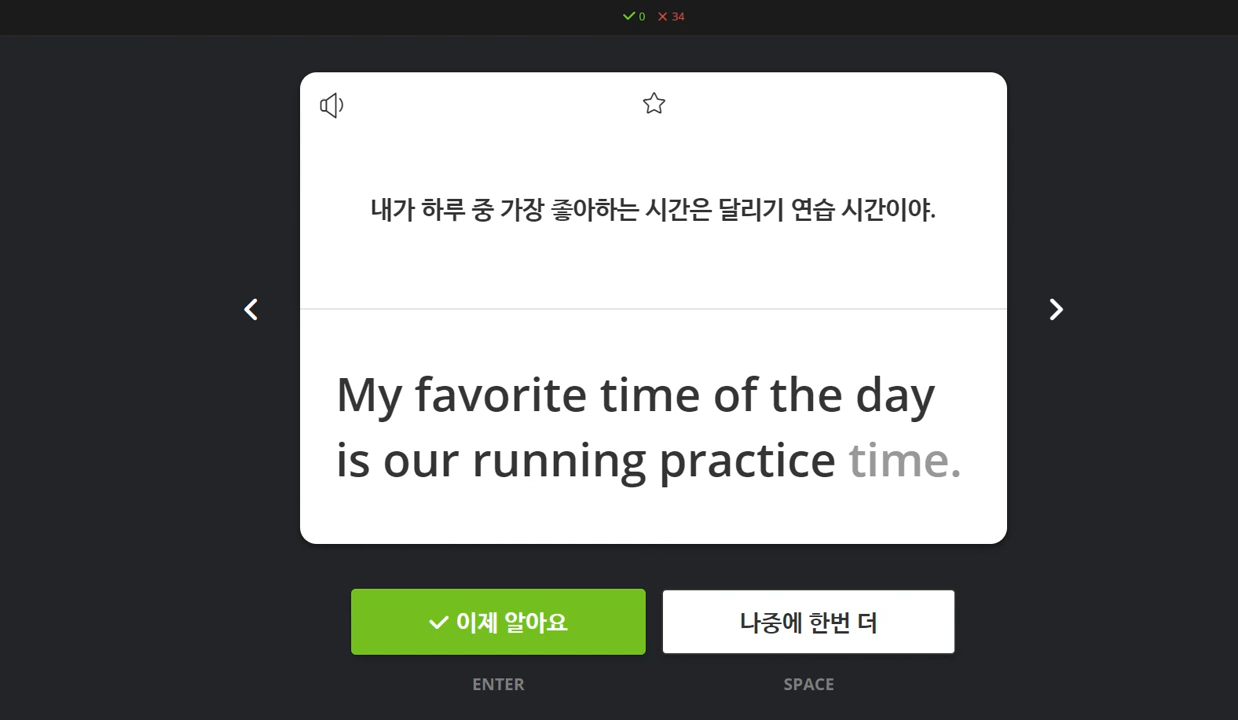 0 34
내가 하루 중 가장 좋아하는 시간은 달리기 연습 시간이야.
My favorite time of the day
is our running practice time.
이제 알아요 나중에 한번 더
ENTER SPACE